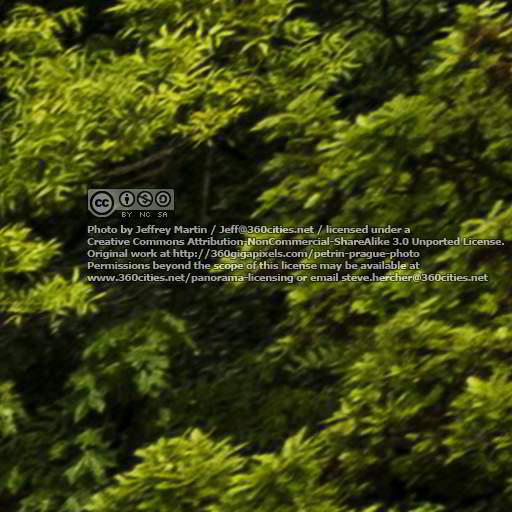 cc
BY NC SA
Photo by Jeffrey Martin / Jeff@360cities.net / licensed under a
Creative Commons Attribution-NonCommercial-ShareAlike 3.0 Unported License.
Original work at http://360gigapixels.com/petrin-prague-photo
Permissions beyond the scope of this license may be available at
www.360cities.net/panorama-licensing or email steve.hercher@360cities.net